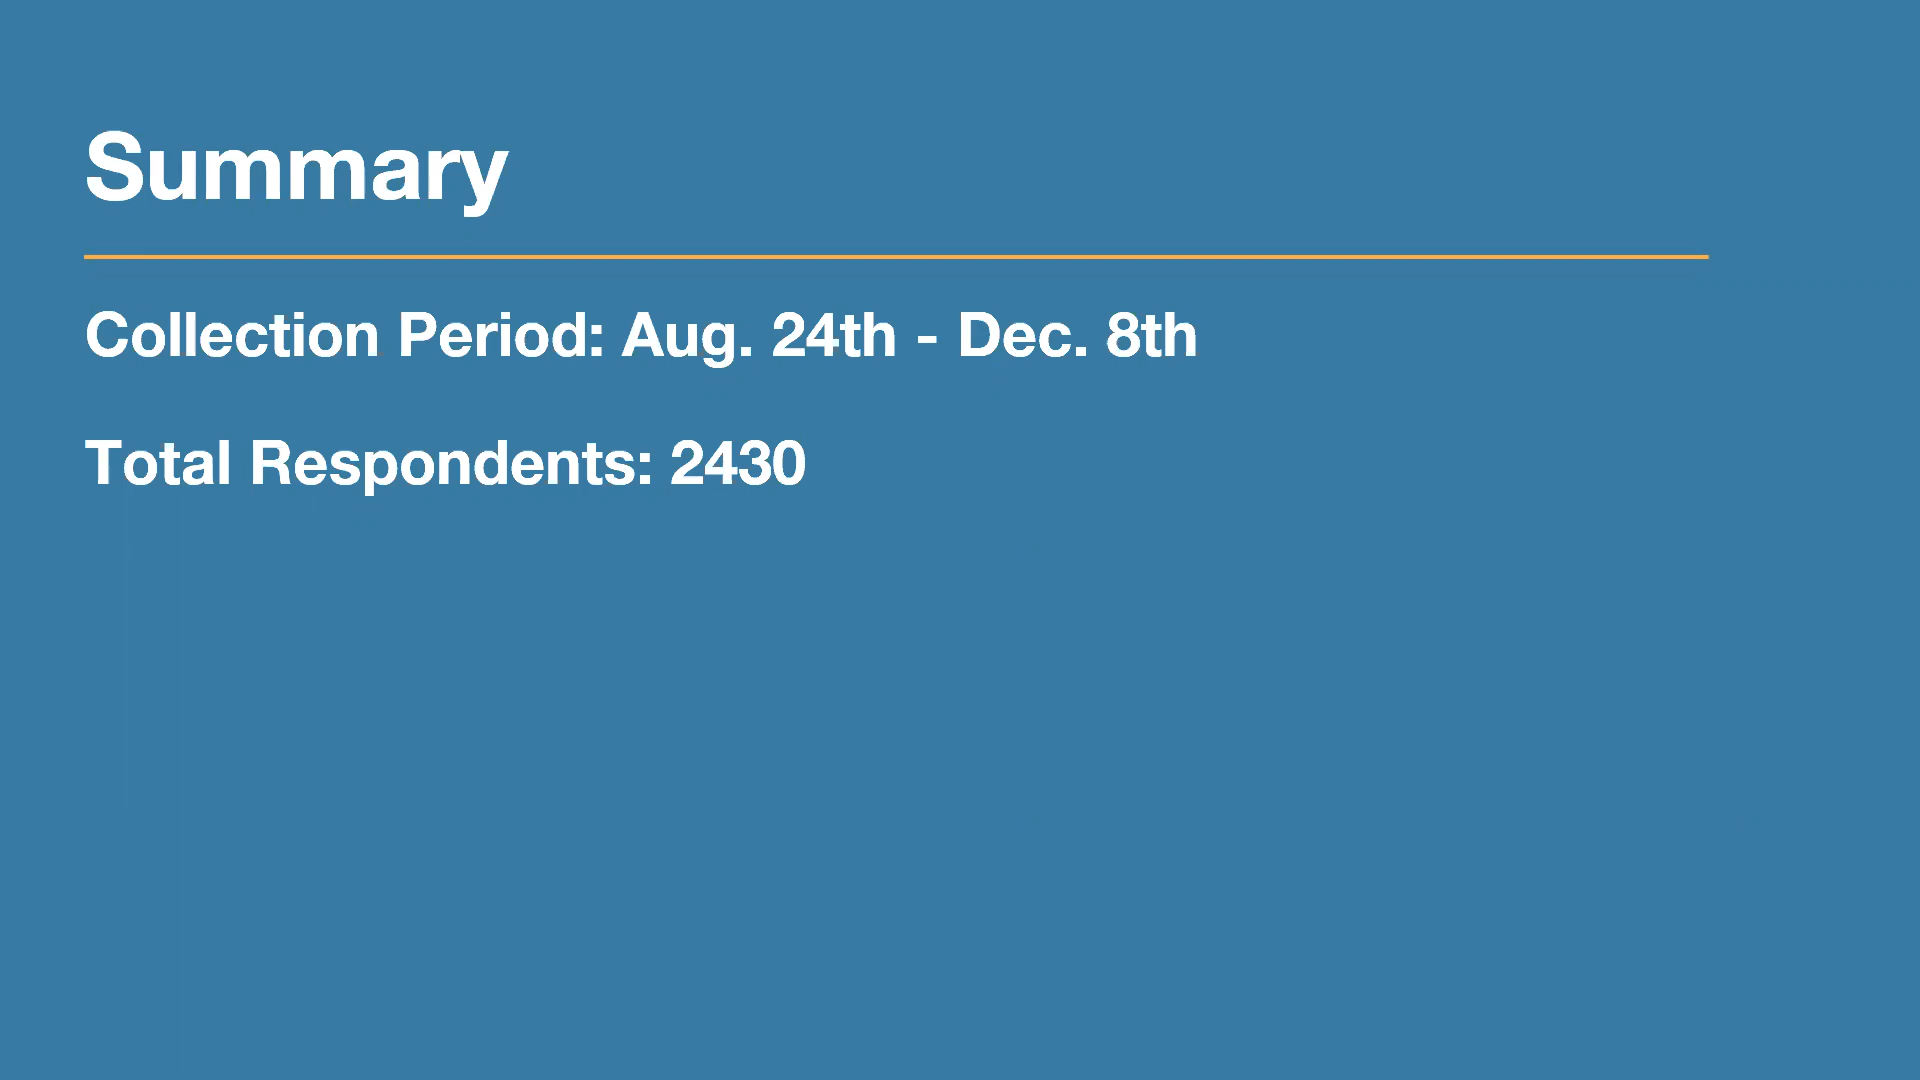 Summary
Collection Period: Aug. 24th - Dec. 8th
Total Respondents: 2430